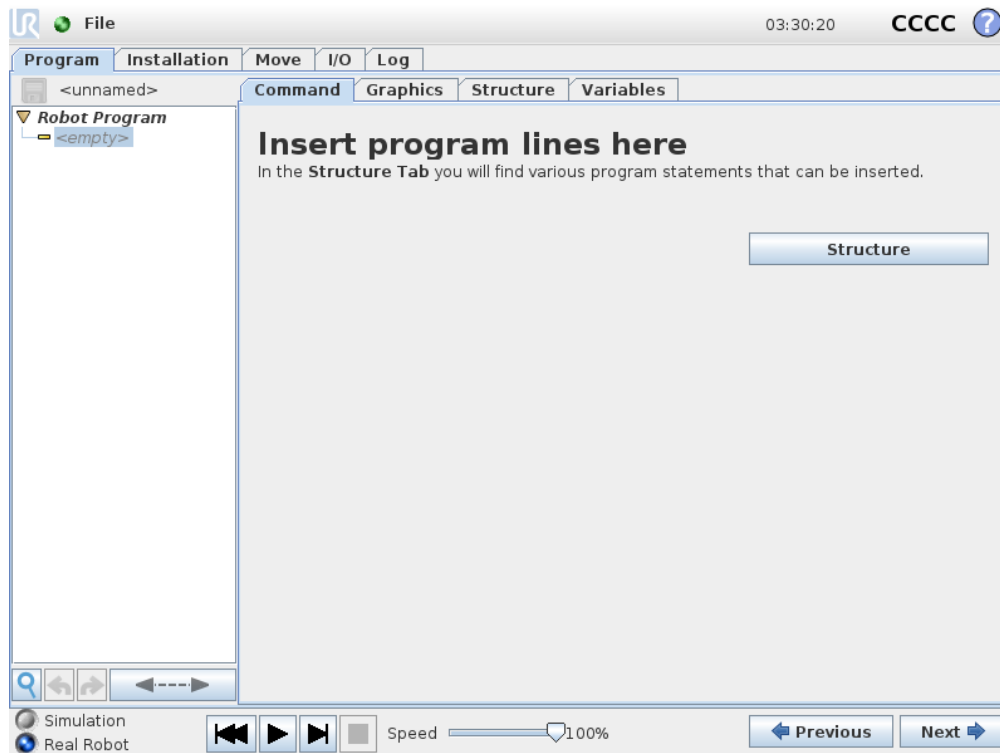 UR File 03:30:20 CCCC ?
Program Installation Move I/O Log
<unnamed> Command Graphics Structure Variables
Robot Program
<empty>
Insert program lines here
In the Structure Tab you will find various program statements that can be inserted.
Structure
Simulation
Real Robot
Speed 100%
Previous Next